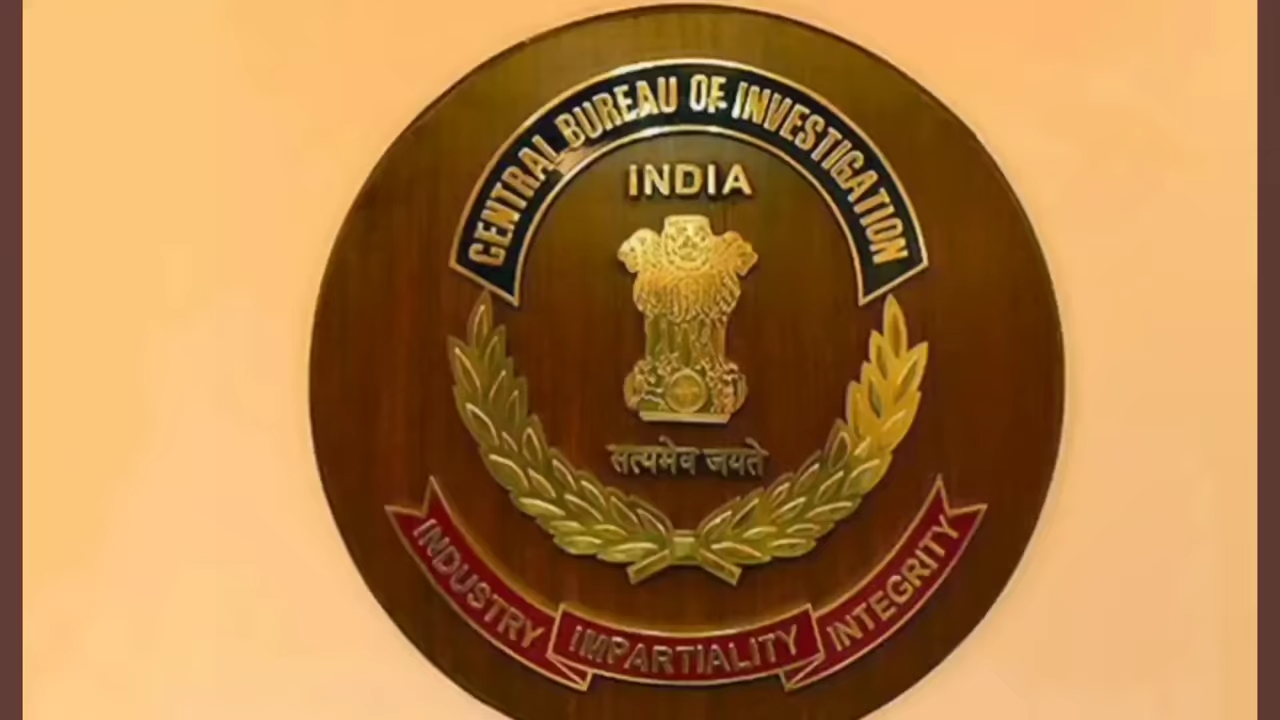 CENTRAL BUREAU OF INVESTIGATION
INDIA
सत्यमेव जयते
INDUSTRY IMPARTIALITY INTEGRITY